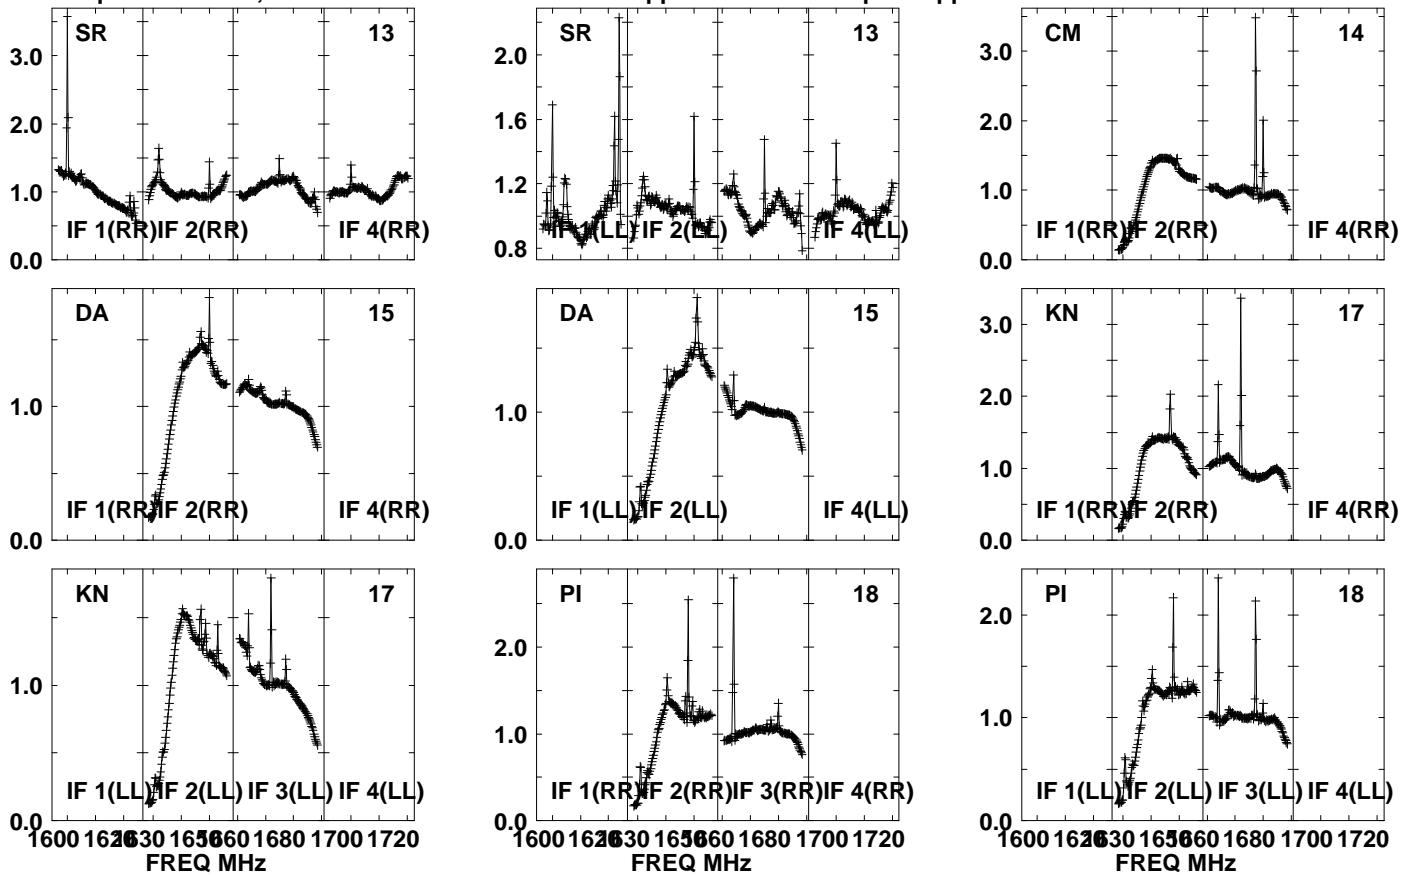 SR 13 SR 13 CM 14
3.0 2.0 3.0
2.0 1.6 2.0
1.0 1.2 1.0
IF 1(RR) IF 2(RR) IF 4(RR) IF 1(LL) IF 2(LL) IF 4(LL) IF 1(RR) IF 2(RR) IF 4(RR)
0.0 0.8 0.0
DA 15 DA 15 KN 17
3.0
2.0
1.0 1.0 1.0
IF 1(RR) IF 2(RR) IF 4(RR) IF 1(LL) IF 2(LL) IF 4(LL) IF 1(RR) IF 2(RR) IF 4(RR)
0.0 0.0 0.0
KN 17 PI 18 PI 18
2.0 2.0
1.0 1.0 1.0
IF 1(LL) IF 2(LL) IF 3(LL) IF 4(LL) IF 1(RR) IF 2(RR) IF 3(RR) IF 4(RR) IF 1(LL) IF 2(LL) IF 3(LL) IF 4(LL)
0.0 0.0 0.0
1600 1620 1630 1650 1660 1680 1700 1720 1600 1620 1630 1650 1660 1680 1700 1720 1600 1620 1630 1650 1660 1680 1700 1720
FREQ MHz FREQ MHz FREQ MHz